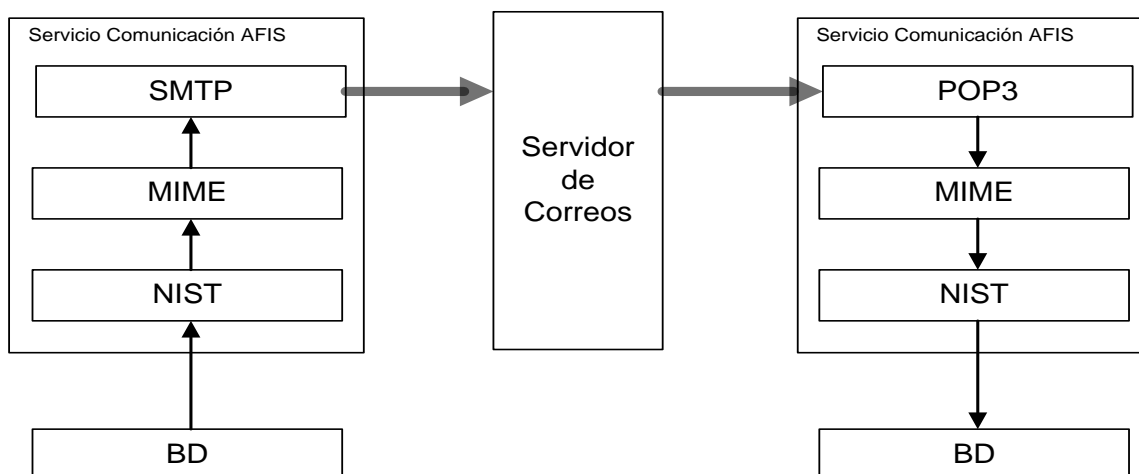 Servicio Comunicación AFIS
SMTP
MIME
NIST
BD
Servidor
de
Correos
Servicio Comunicación AFIS
POP3
MIME
NIST
BD